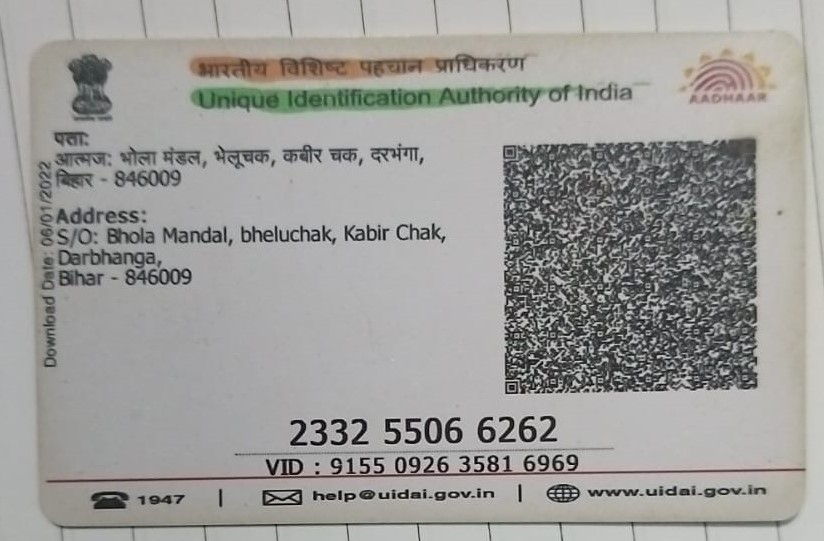 भारतीय विशिष्ट पहचान प्राधिकरण
Unique Identification Authority of India
AADHAAR
पता:
आत्मज: भोला मंडल, भेलूचक, कबीर चक, दरभंगा,
बिहार - 846009
Address:
S/O: Bhola Mandal, bheluchak, Kabir Chak,
Darbhanga,
Bihar - 846009
Download Date: 06/01/2022
2332 5506 6262
VID : 9155 0926 3581 6969
1947 | help@uidai.gov.in | www.uidai.gov.in